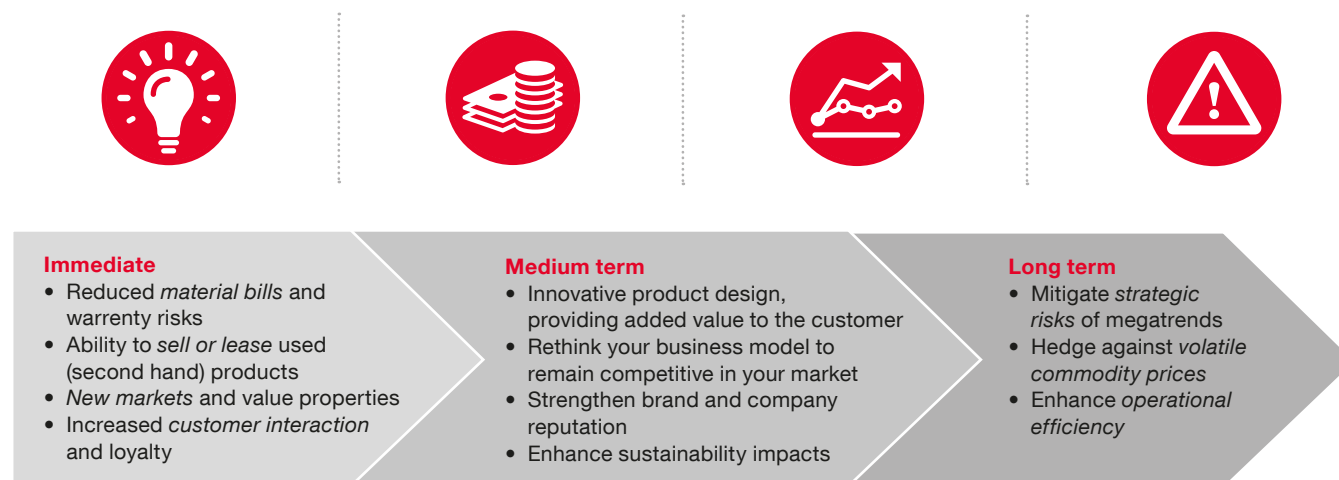 Immediate
• Reduced material bills and
warrenty risks
• Ability to sell or lease used
(second hand) products
• New markets and value properties
• Increased customer interaction
and loyalty
Medium term
• Innovative product design,
providing added value to the customer
• Rethink your business model to
remain competitive in your market
• Strengthen brand and company
reputation
• Enhance sustainability impacts
Long term
• Mitigate strategic
risks of megatrends
• Hedge against volatile
commodity prices
• Enhance operational
efficiency